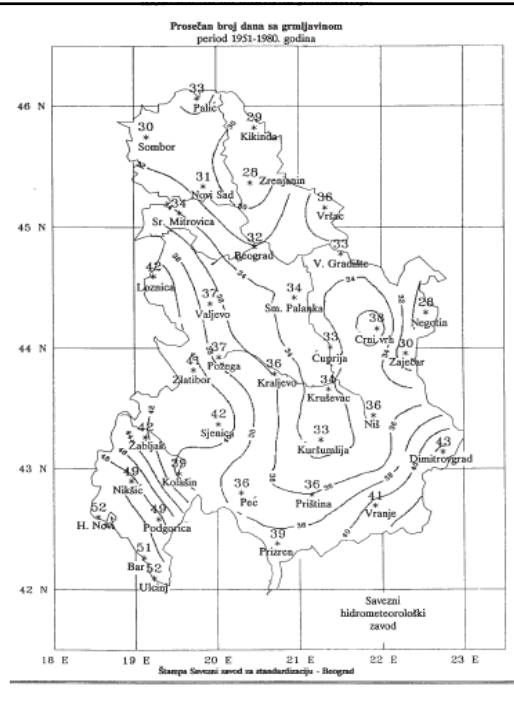 Prosečan broj dana sa grmljavinom
period 1951-1980. godina
46 N
33
Palić
29
Kikinda
30
Sombor
31
Novi Sad
28
Zrenjanin
36
Vršac
34
Sr. Mitrovica
45 N
32
Beograd
33
V. Gradište
42
Loznica
37
Valjevo
34
Sm. Palanka
38
Crni vrh
28
Negotin
30
Zaječar
44 N
37
Požega
Zlatibor
36
Kraljevo
33
Ćuprija
34
Kruševac
36
Niš
42
Sjenica
33
Kuršumlija
43
Dimitrovgrad
42
Žabljak
39
Kolašin
43 N
49
Nikšić
36
Peć
36
Priština
41
Vranje
52
H. Novi
49
Podgorica
39
Prizren
51
Bar
52
Ulcinj
42 N
Savezni
hidrometeorološki
zavod
18 E
19 E
20 E
21 E
22 E
23 E
Štampa Savezni zavod za standardizaciju - Beograd